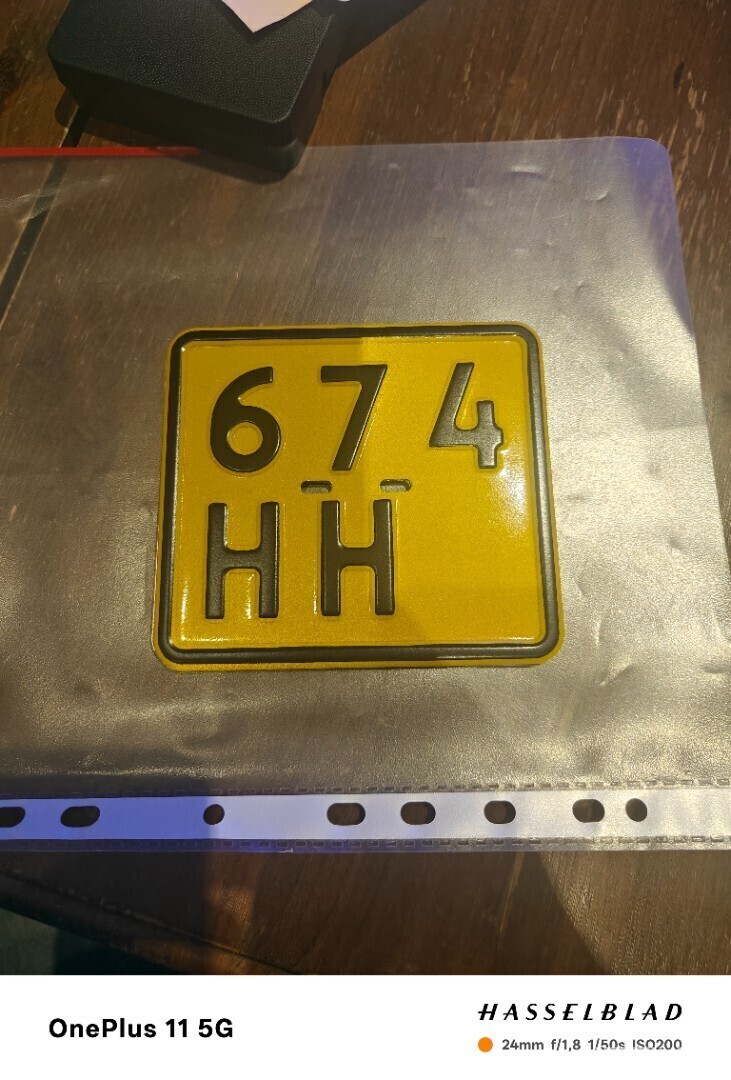 674
HH
OnePlus 11 5G
HASSELBLAD
24mm f/1,8 1/50s ISO200